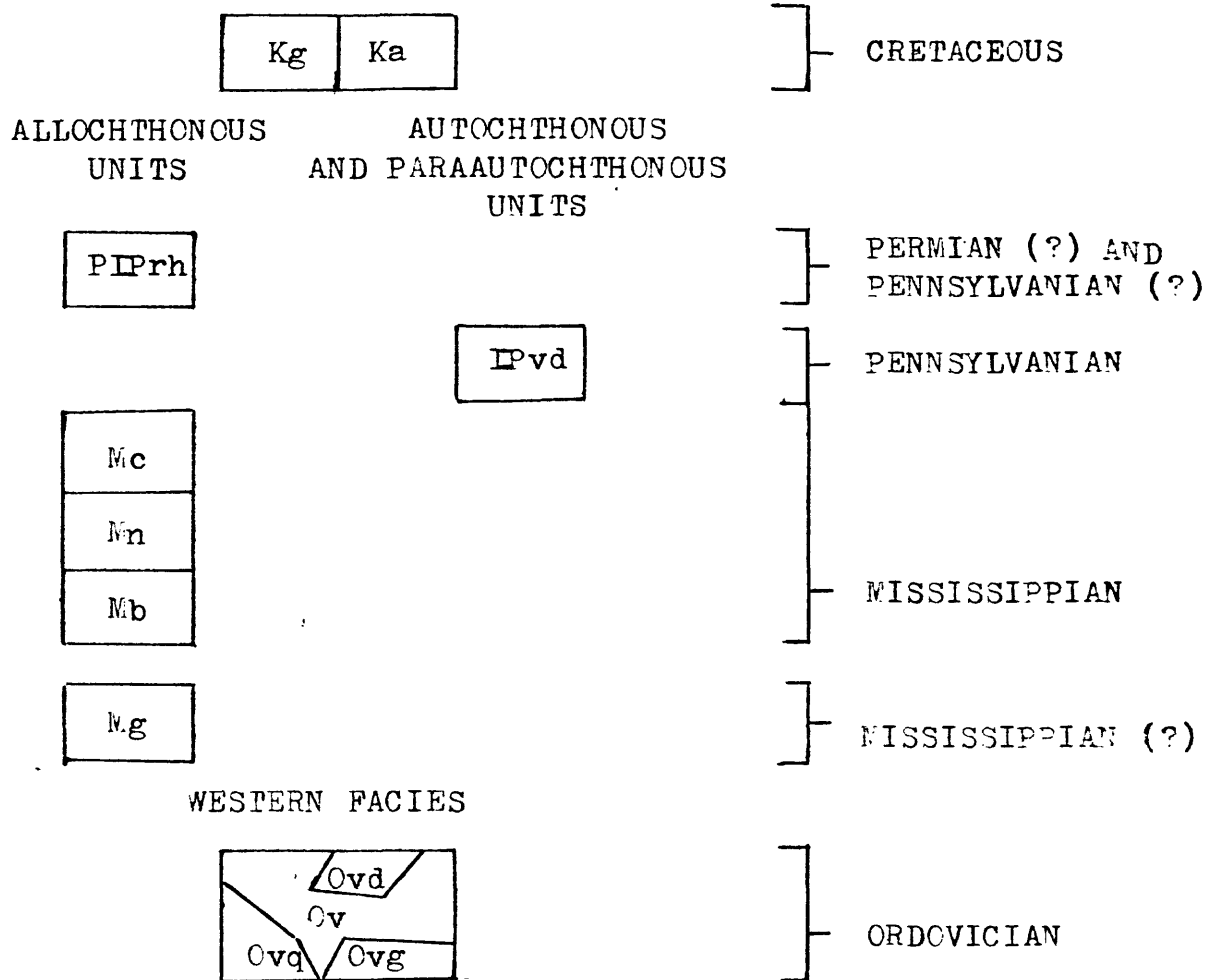 Kg Ka CRETACEOUS
ALLOCHTHONOUS UNITS
AUTOCHTHONOUS AND PARAAUTOCHTHONOUS UNITS
PIPrh PERMIAN (?) AND PENNSYLVANIAN (?)
IPvd PENNSYLVANIAN
Mc
Mn
Mb MISSISSIPPIAN
Mg MISSISSIPPIAN (?)
WESTERN FACIES
Ovd
Ov
Ovq Ovg ORDOVICIAN